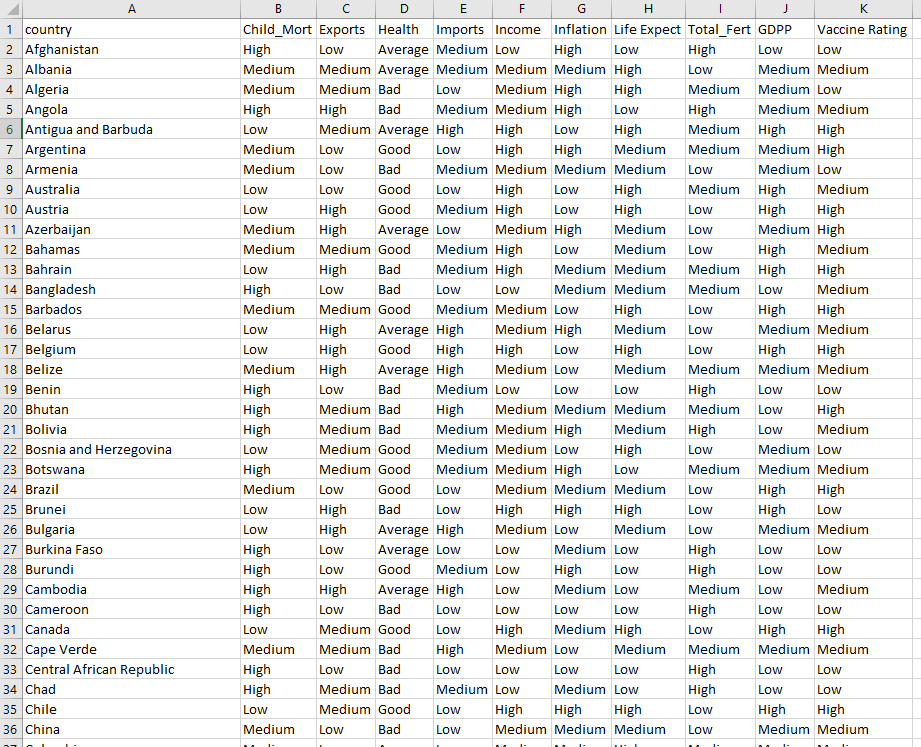 A B C D E F G H I J K
1 country Child_Mort Exports Health Imports Income Inflation Life Expect Total_Fert GDPP Vaccine Rating
2 Afghanistan High Low Average Medium Low High Low High Low Low
3 Albania Medium Medium Average Medium Medium Medium High Low Medium Medium
4 Algeria Medium Medium Bad Low Medium High High Medium Medium Low
5 Angola High High Bad Medium Medium High Low High Medium Medium
6 Antigua and Barbuda Low Medium Average High High Low High Medium High High
7 Argentina Medium Low Good Low High High Medium Medium Medium High
8 Armenia Medium Low Bad Medium Medium Medium Medium Low Medium Low
9 Australia Low Low Good Low High Low High Medium High Medium
10 Austria Low High Good Medium High Low High Low High High
11 Azerbaijan Medium High Average Low Medium High Medium Low Medium High
12 Bahamas Medium Medium Good Medium High Low Medium Low High Medium
13 Bahrain Low High Bad Medium High Medium Medium Medium High High
14 Bangladesh High Low Bad Low Low Medium Medium Medium Low Medium
15 Barbados Medium Medium Good Medium Medium Low High Low High High
16 Belarus Low High Average High Medium High Medium Low Medium Medium
17 Belgium Low High Good High High Low High Low High High
18 Belize Medium High Average High Medium Low Medium Medium Medium Medium
19 Benin High Low Bad Medium Low Low Low High Low Low
20 Bhutan High Medium Bad High Medium Medium Medium Medium Low High
21 Bolivia High Medium Bad Medium Medium High Medium High Low Medium
22 Bosnia and Herzegovina Low Medium Good Medium Medium Low High Low Medium Low
23 Botswana High Medium Good Medium Medium High Low Medium Medium Medium
24 Brazil Medium Low Good Low Medium Medium Medium Low High High
25 Brunei Low High Bad Low High High High Low High Low
26 Bulgaria Low High Average High Medium Low Medium Low Medium Medium
27 Burkina Faso High Low Average Low Low Medium Low High Low Low
28 Burundi High Low Good Medium Low High Low High Low Low
29 Cambodia High High Average High Low Medium Low Medium Low Medium
30 Cameroon High Low Bad Low Low Low Low High Low Low
31 Canada Low Medium Good Low High Medium High Low High High
32 Cape Verde Medium Medium Bad High Medium Low Medium Medium Medium Medium
33 Central African Republic High Low Bad Low Low Low Low High Low Low
34 Chad High Medium Bad Medium Low Medium Low High Low Low
35 Chile Low Medium Good Low High High High Low High High
36 China Medium Low Bad Low Medium Medium Medium Low Medium Medium